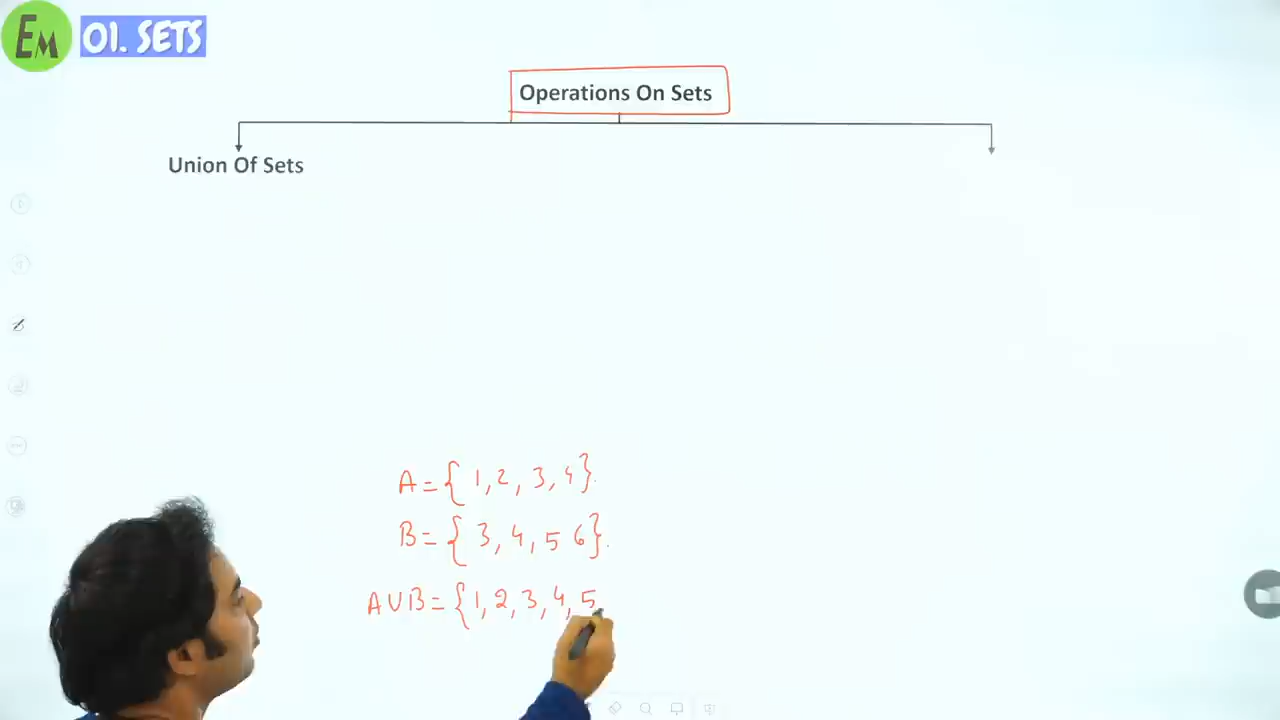 EM 01. SETS
Operations On Sets
Union Of Sets
A = { 1, 2, 3, 4 }.
B = { 3, 4, 5 6 }.
A ∪ B = { 1, 2, 3, 4, 5,